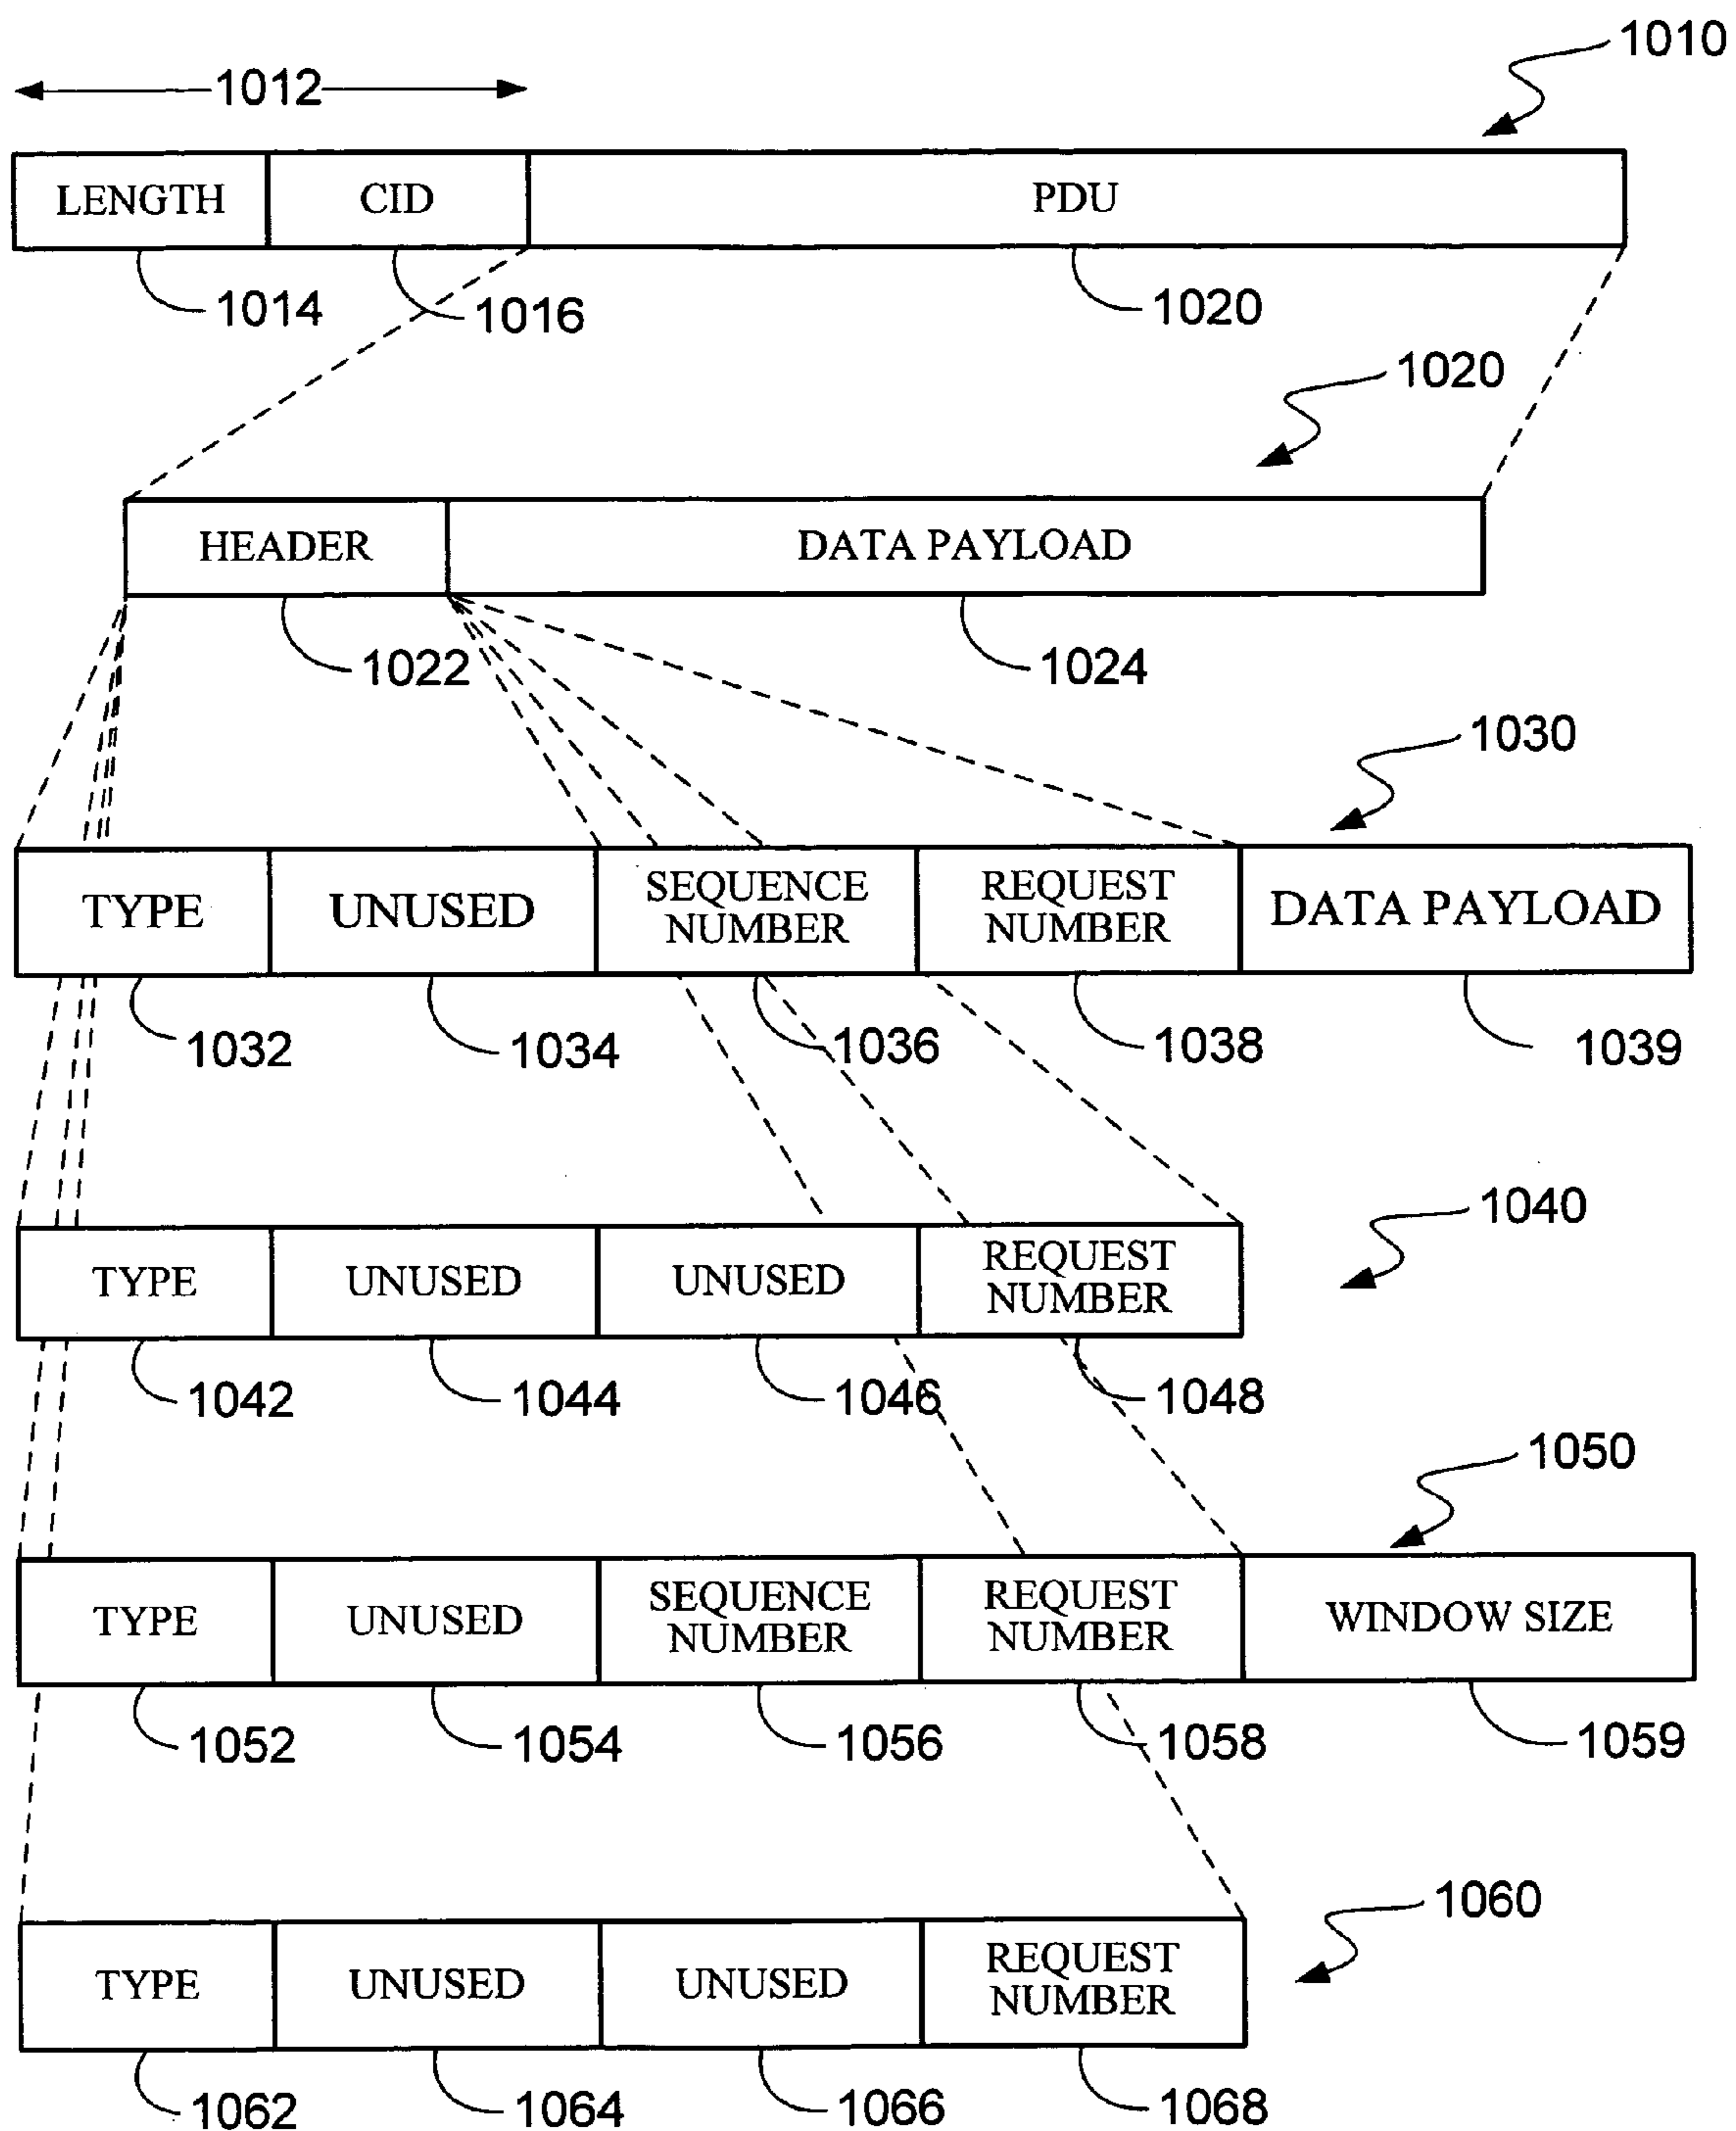 1010
1012
LENGTH CID PDU
1014 1016 1020
1020
HEADER DATA PAYLOAD
1022 1024
1030
TYPE UNUSED SEQUENCE NUMBER REQUEST NUMBER DATA PAYLOAD
1032 1034 1036 1038 1039
1040
TYPE UNUSED UNUSED REQUEST NUMBER
1042 1044 1046 1048
1050
TYPE UNUSED SEQUENCE NUMBER REQUEST NUMBER WINDOW SIZE
1052 1054 1056 1058 1059
1060
TYPE UNUSED UNUSED REQUEST NUMBER
1062 1064 1066 1068